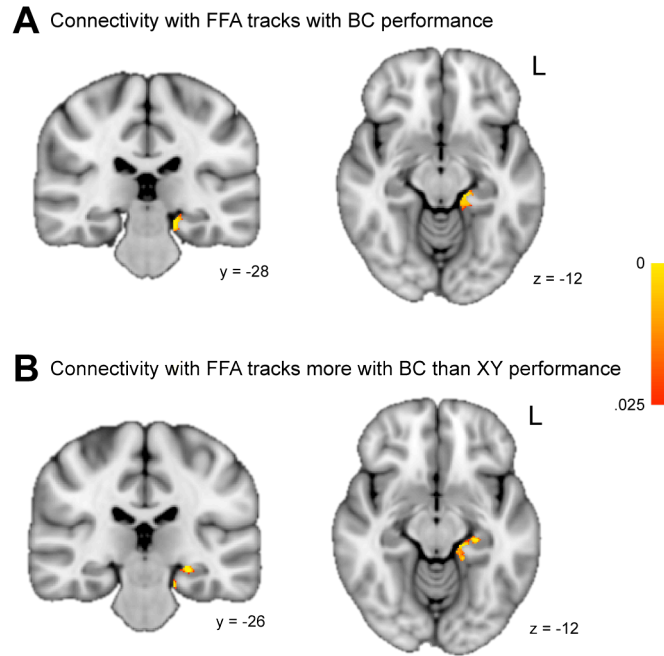 A Connectivity with FFA tracks with BC performance
L
y = -28
z = -12
0
.025
B Connectivity with FFA tracks more with BC than XY performance
L
y = -26
z = -12